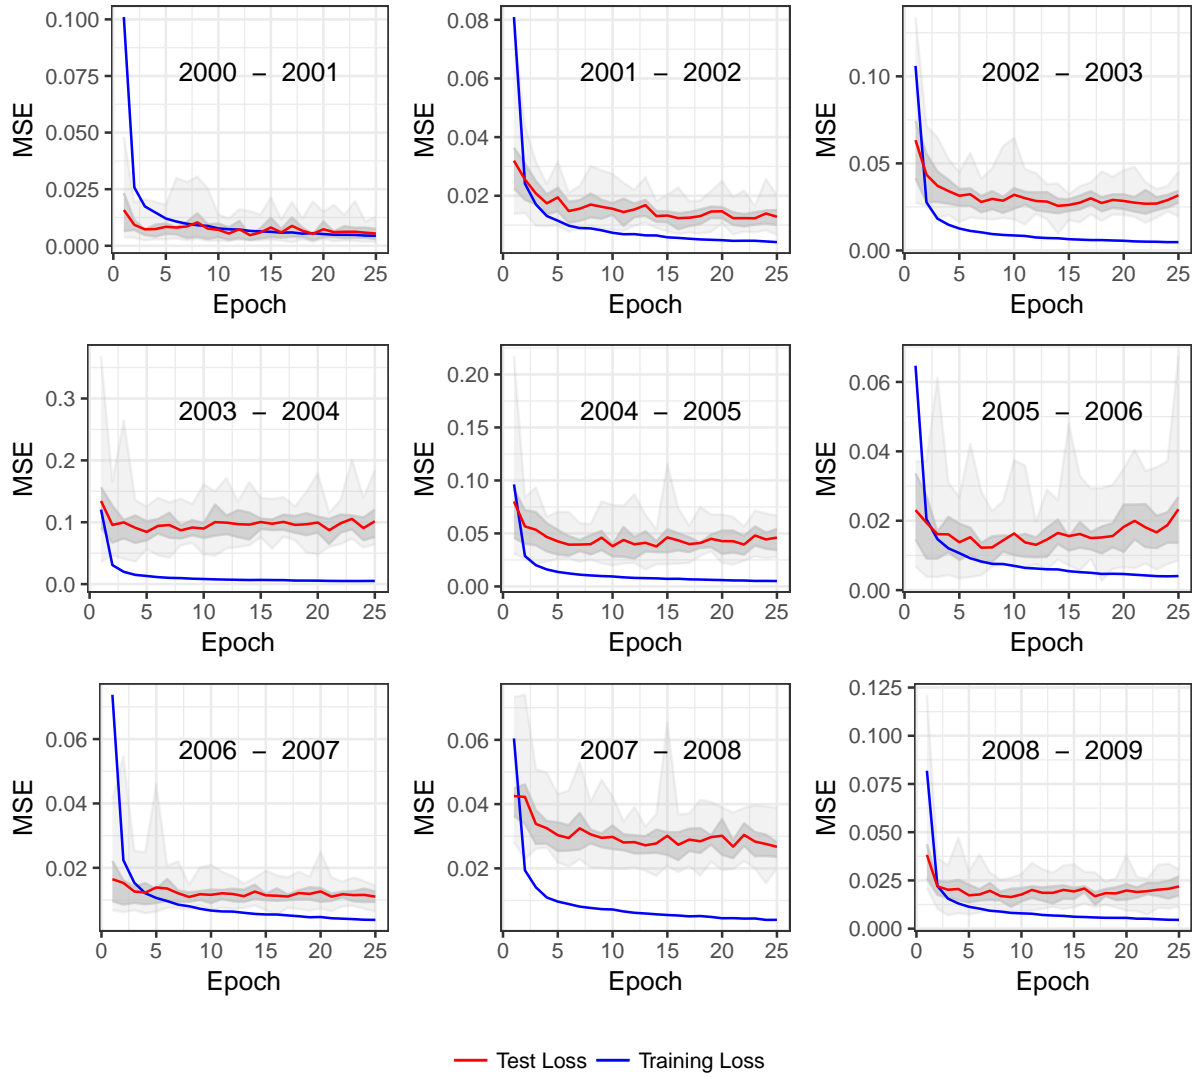 0.100
0.075
0.050
0.025
0.000
MSE
2000 – 2001
0 5 10 15 20 25
Epoch
0.08
0.06
0.04
0.02
MSE
2001 – 2002
0 5 10 15 20 25
Epoch
0.10
0.05
0.00
MSE
2002 – 2003
0 5 10 15 20 25
Epoch
0.3
0.2
0.1
0.0
MSE
2003 – 2004
0 5 10 15 20 25
Epoch
0.20
0.15
0.10
0.05
0.00
MSE
2004 – 2005
0 5 10 15 20 25
Epoch
0.06
0.04
0.02
0.00
MSE
2005 – 2006
0 5 10 15 20 25
Epoch
0.06
0.04
0.02
MSE
2006 – 2007
0 5 10 15 20 25
Epoch
0.06
0.04
0.02
MSE
2007 – 2008
0 5 10 15 20 25
Epoch
0.125
0.100
0.075
0.050
0.025
0.000
MSE
2008 – 2009
0 5 10 15 20 25
Epoch
Test Loss Training Loss